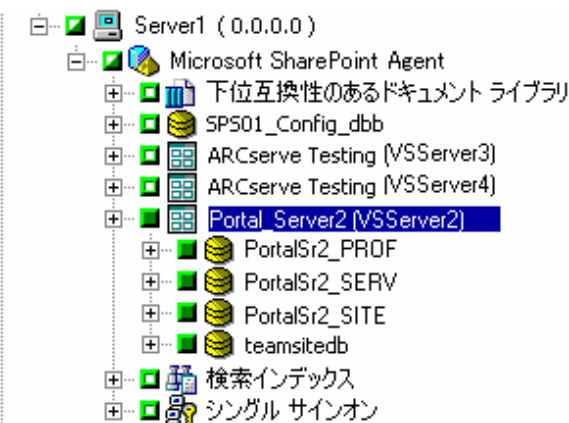 Server1 ( 0.0.0.0 )
Microsoft SharePoint Agent
下位互換性のあるドキュメント ライブラリ
SPS01_Config_dbb
ARCserve Testing (VSServer3)
ARCserve Testing (VSServer4)
Portal_Server2 (VSServer2)
PortalSr2_PROF
PortalSr2_SERV
PortalSr2_SITE
teamsitedb
検索インデックス
シングル サインオン